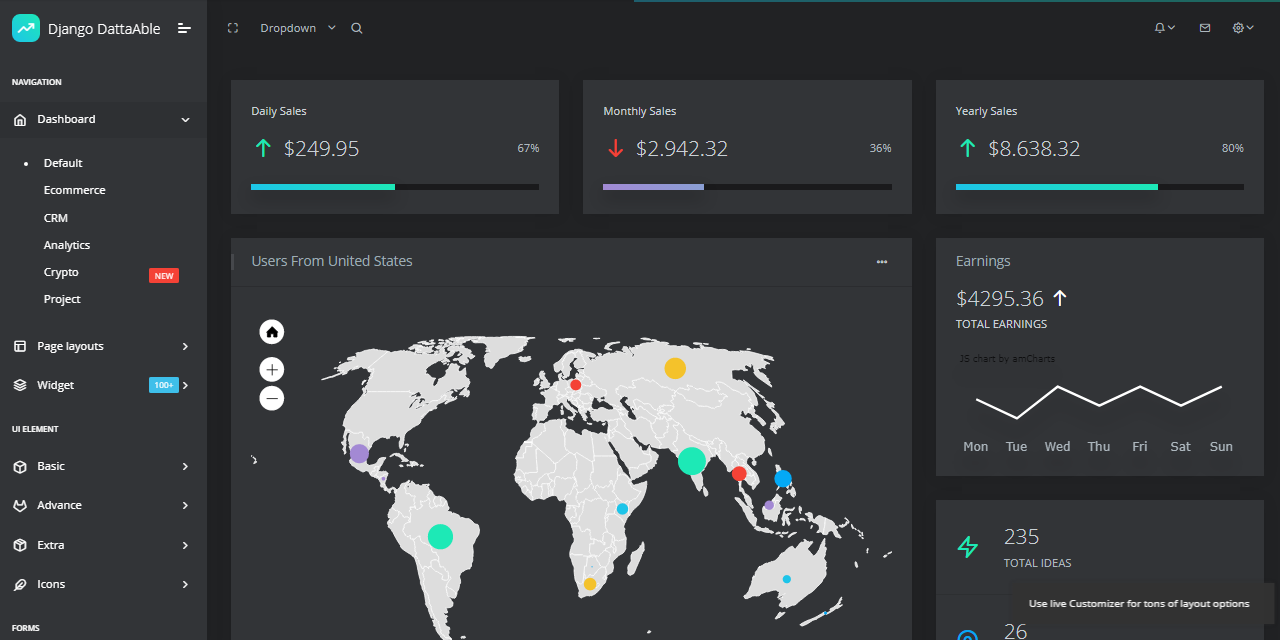 Django DattaAble
Dropdown
NAVIGATION
Dashboard
Default
Ecommerce
CRM
Analytics
Crypto
NEW
Project
Page layouts
Widget
100+
UI ELEMENT
Basic
Advance
Extra
Icons
FORMS
Daily Sales
$249.95
67%
Monthly Sales
$2.942.32
36%
Yearly Sales
$8.638.32
80%
Users From United States
Earnings
$4295.36
TOTAL EARNINGS
JS chart by amCharts
Mon Tue Wed Thu Fri Sat Sun
235
TOTAL IDEAS
Use live Customizer for tons of layout options
26